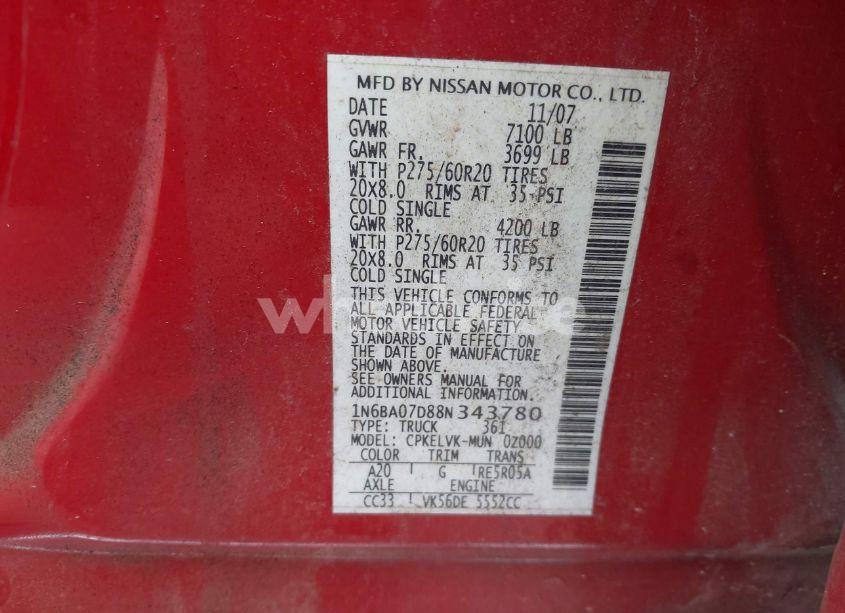 MFD BY NISSAN MOTOR CO., LTD.
DATE 11/07
GVWR 7100 LB
GAWR FR. 3699 LB
WITH P275/60R20 TIRES
20X8.0 RIMS AT 35 PSI
COLD SINGLE
GAWR RR. 4200 LB
WITH P275/60R20 TIRES
20X8.0 RIMS AT 35 PSI
COLD SINGLE
THIS VEHICLE CONFORMS TO
ALL APPLICABLE FEDERAL
MOTOR VEHICLE SAFETY
STANDARDS IN EFFECT ON
THE DATE OF MANUFACTURE
SHOWN ABOVE.
SEE OWNERS MANUAL FOR
ADDITIONAL INFORMATION.
1N6BA07D88N343780
TYPE: TRUCK 361
MODEL: CPKELVK-MUN 0Z000
COLOR TRIM TRANS
A20 G RE5R05A
AXLE ENGINE
CC33 VK56DE 5552CC